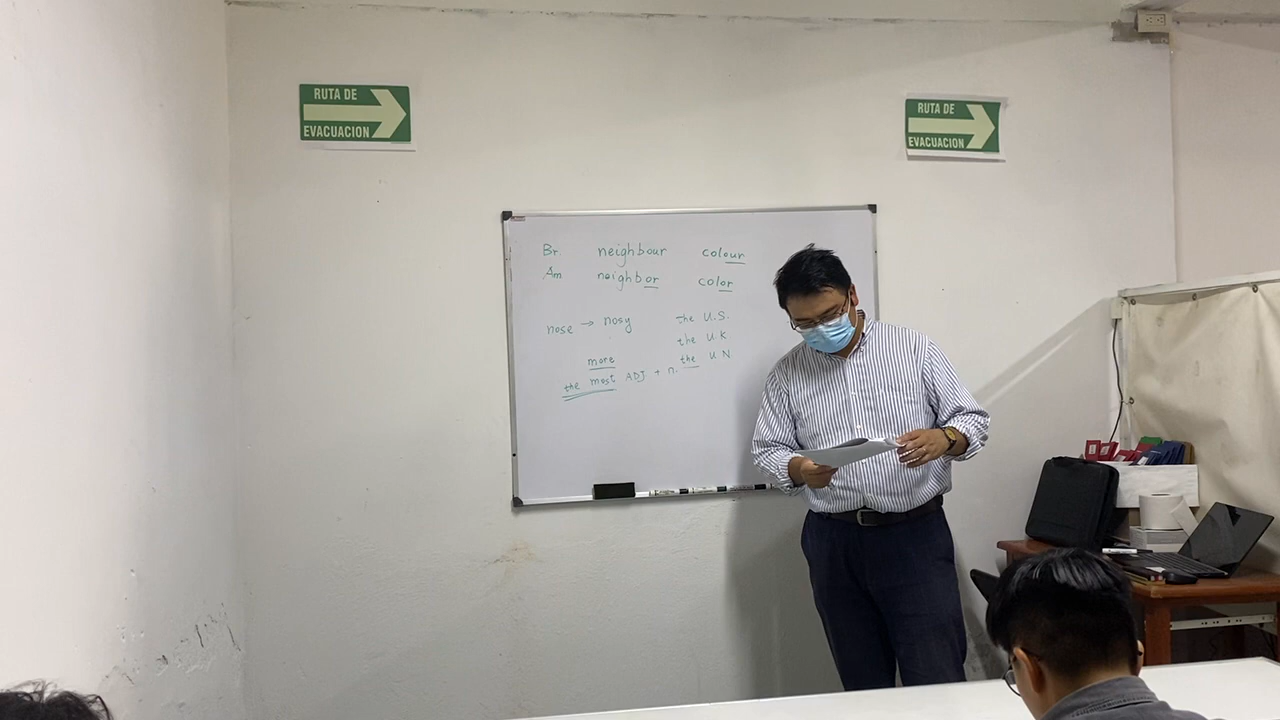 RUTA DE
EVACUACION
RUTA DE
EVACUACION
Br. neighbour colour
Am neighbor color
nose → nosy
the U.S.
the U.K
the U N
more
the most ADJ. + n.